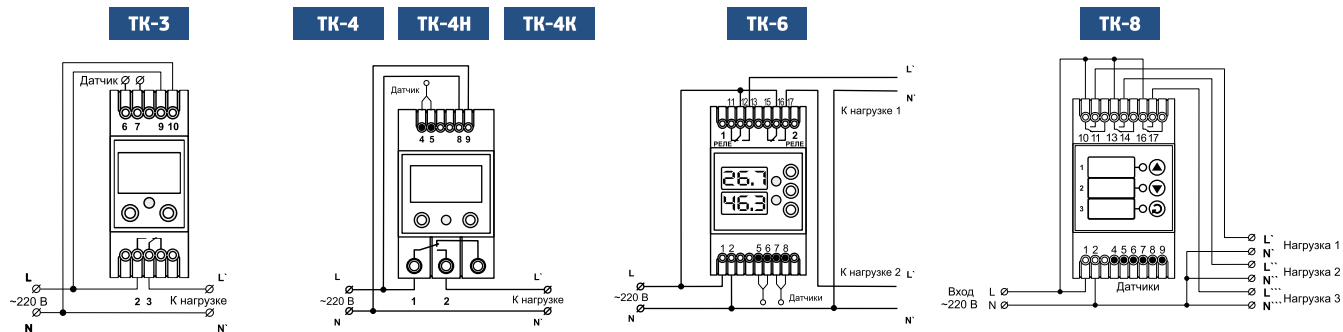 ТК-3
ТК-4
ТК-4Н
ТК-4К
ТК-6
ТК-8
Датчик
6 7 9 10
2 3
L
~220 В
N
L`
К нагрузке
N`
Датчик
4 5 8 9
1 2
L
~220 В
N
L`
К нагрузке
N`
L`
N`
К нагрузке 1
11 12 13 15 16 17
1 2
РЕЛЕ РЕЛЕ
26.7
46.3
1 2 5 6 7 8
Датчики
L
~220 В
N
К нагрузке 2
L`
N`
10 11 13 14 16 17
1
2
3
1 2 4 5 6 7 8 9
Датчики
Вход
~220 В
L
N
L`
Нагрузка 1
N`
L``
Нагрузка 2
N``
L```
Нагрузка 3
N```